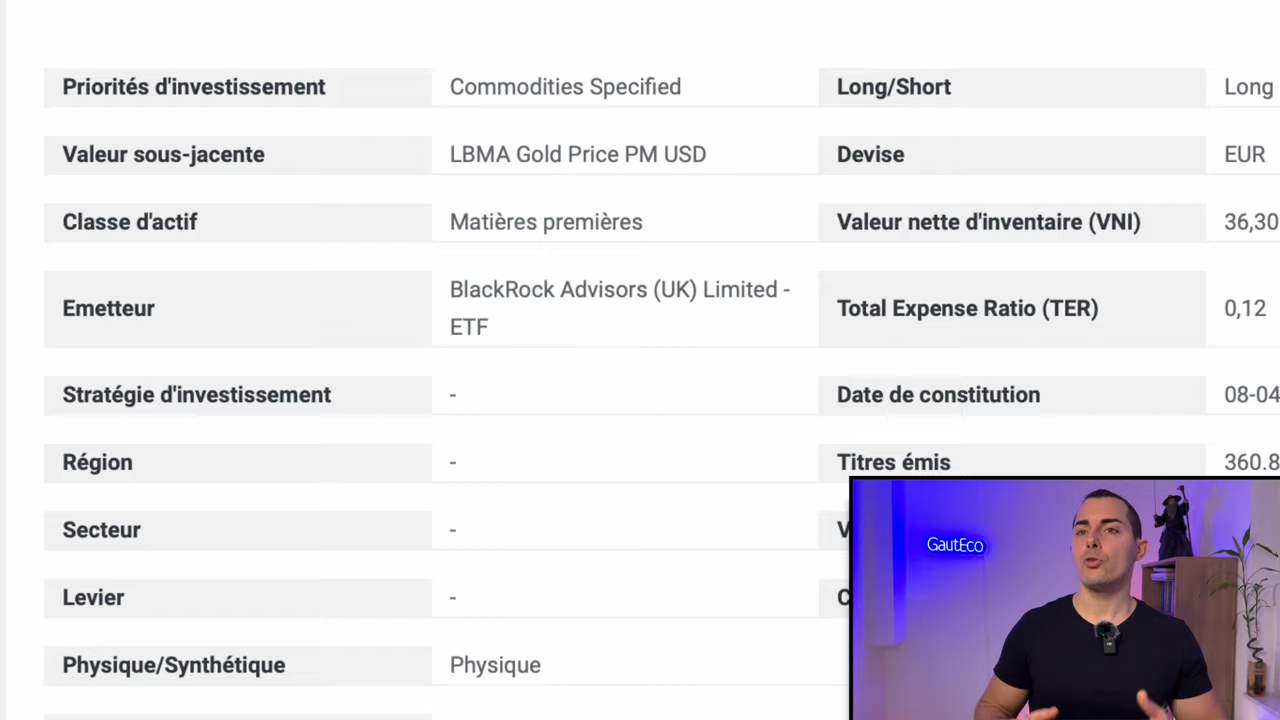 Priorités d'investissement
Commodities Specified
Long/Short
Long
Valeur sous-jacente
LBMA Gold Price PM USD
Devise
EUR
Classe d'actif
Matières premières
Valeur nette d'inventaire (VNI)
36,30
Emetteur
BlackRock Advisors (UK) Limited -
ETF
Total Expense Ratio (TER)
0,12
Stratégie d'investissement
-
Date de constitution
08-04
Région
-
Titres émis
360.8
Secteur
-
V
Levier
-
C
Physique/Synthétique
Physique
GautEco